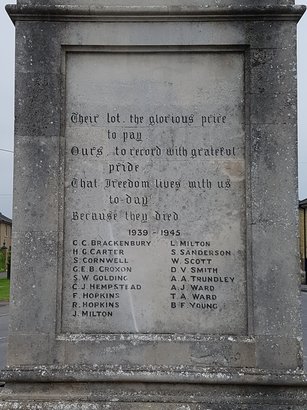 Their lot . the glorious price
to pay
Ours . to record with grateful
pride
That Freedom lives with us
to-day
Because they died
1939 - 1945
C C BRACKENBURY L MILTON
H G CARTER S SANDERSON
S CORNWELL W SCOTT
G E B CROXON D V SMITH
S W GOLDING A A TRUNDLEY
C J HEMPSTEAD A J WARD
F HOPKINS T A WARD
R HOPKINS B F YOUNG
J MILTON